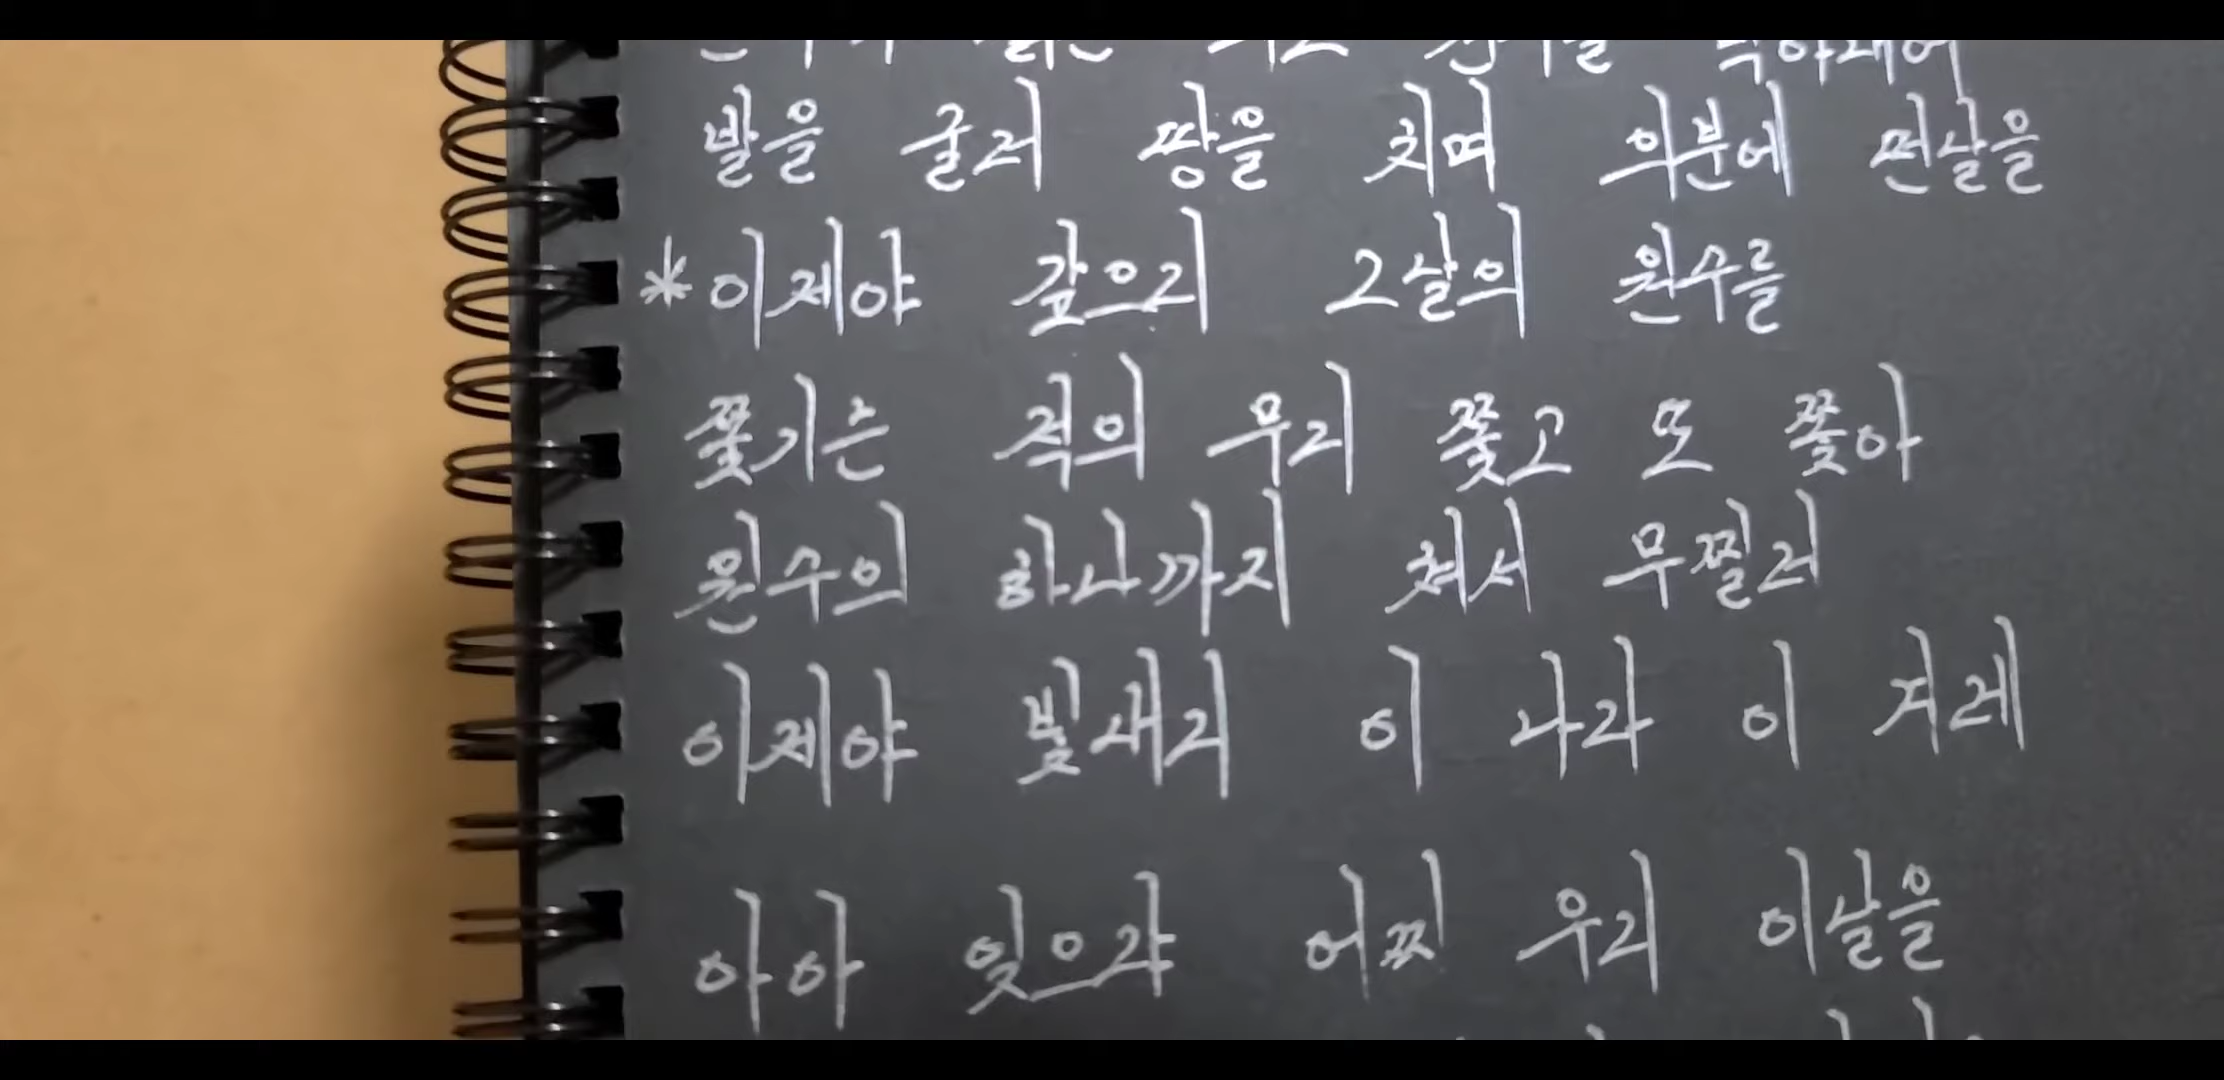 발을 굴러 땅을 치며 의분에 떤날을
*이제야 갚으리 그날의 원수를
쫓기는 적의 무리 쫓고 또 쫓아
원수의 하나까지 쳐서 무찔러
이제야 빛내리 이 나라 이 겨레
아아 잊으랴 어찌 우리 이날을